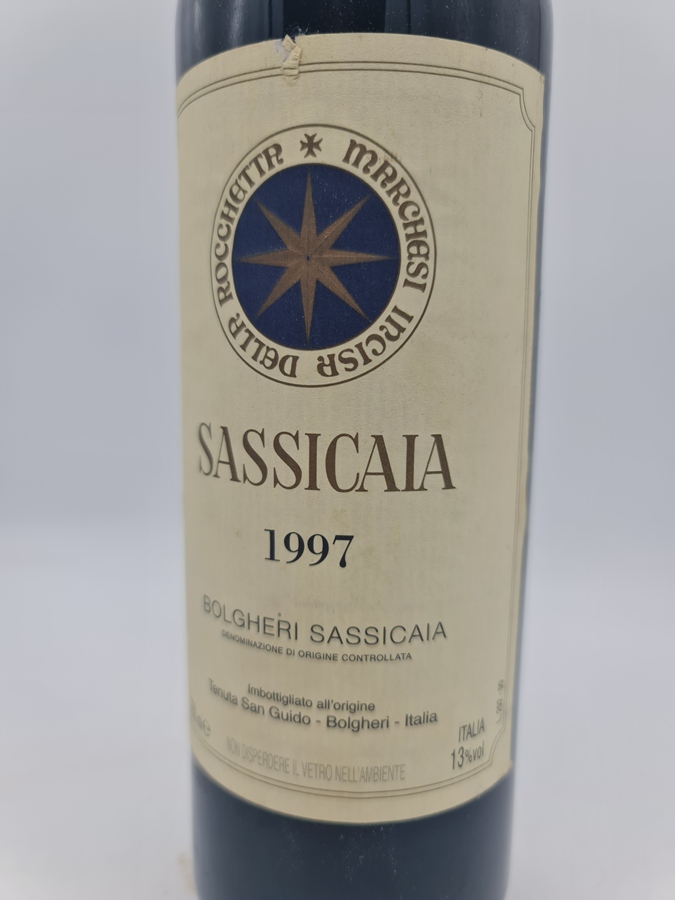 MARCHESI INCISA DELLA ROCCHETTA
SASSICAIA
1997
BOLGHERI SASSICAIA
DENOMINAZIONE DI ORIGINE CONTROLLATA
Imbottigliato all'origine
Tenuta San Guido - Bolgheri - Italia
ITALIA
13%vol
NON DISPERDERE IL VETRO NELL'AMBIENTE